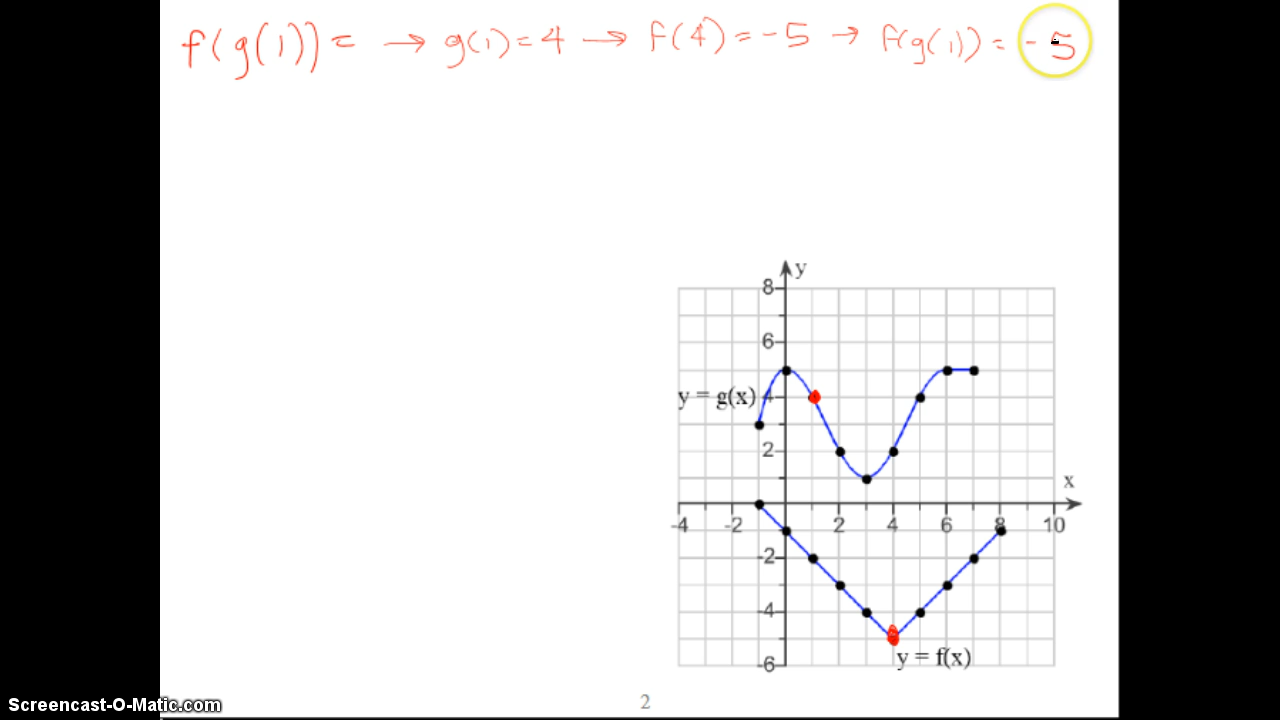 f(g(1)) = → g(1) = 4 → f(4) = -5 → f(g(1)) = -5
y
8
6
y = g(x) 4
2
x
-4 -2 2 4 6 8 10
-2
-4
y = f(x)
-6
2
Screencast-O-Matic.com